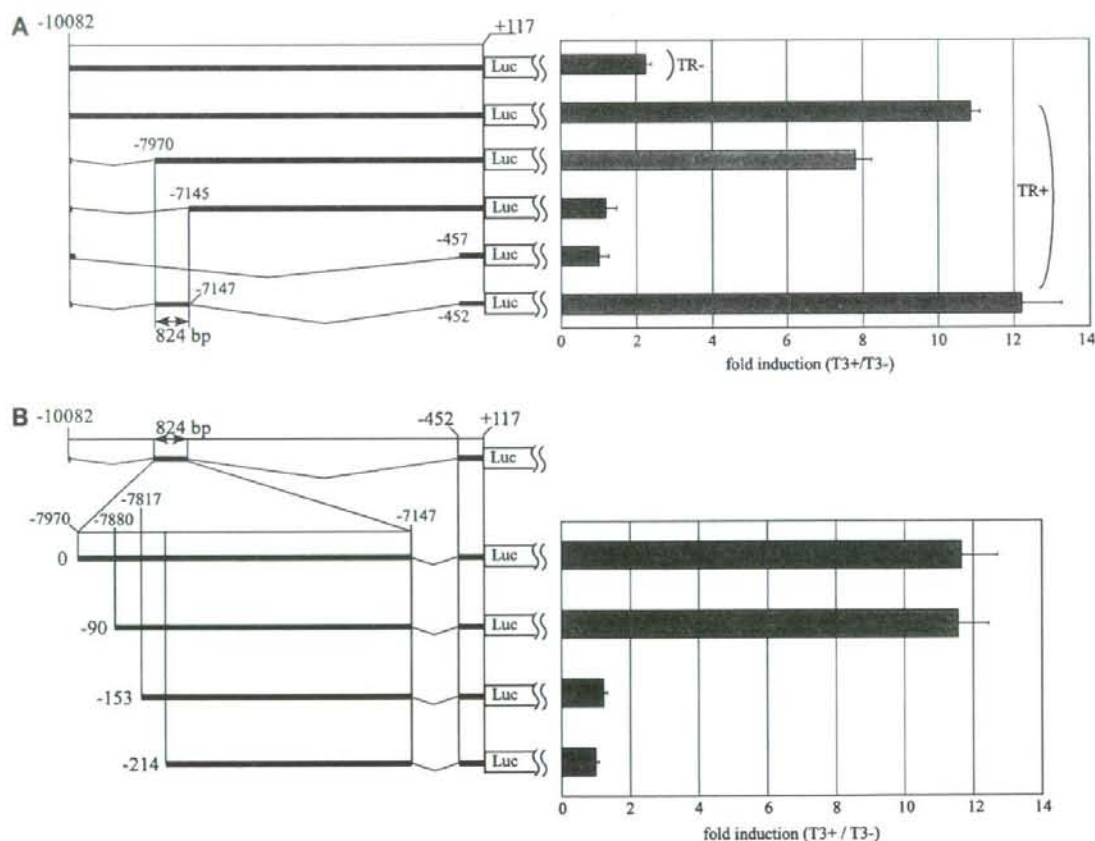 A
-10082
+117
Luc
TR-
Luc
-7970
Luc
-7145
Luc
TR+
-457
Luc
-7147
-452
Luc
824 bp
0 2 4 6 8 10 12 14
fold induction (T3+/T3-)
B
-10082
824 bp
-452
+117
Luc
-7817
-7970
-7880
-7147
0
Luc
-90
Luc
-153
Luc
-214
Luc
0 2 4 6 8 10 12 14
fold induction (T3+ / T3-)